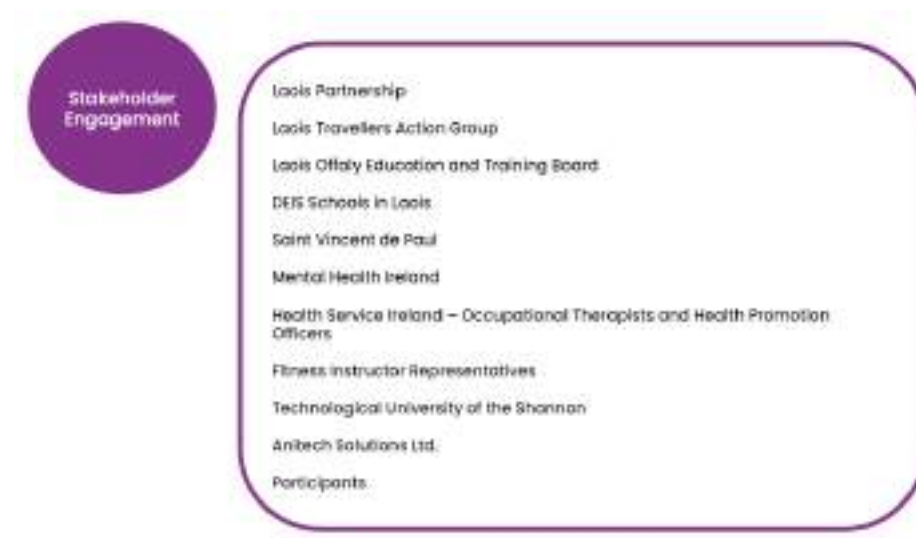 Stakeholder
Engagement
Laois Partnership
Laois Travellers Action Group
Laois Offaly Education and Training Board
DEIS Schools in Laois
Saint Vincent de Paul
Mental Health Ireland
Health Service Ireland – Occupational Therapists and Health Promotion
Officers
Fitness Instructor Representatives
Technological University of the Shannon
Anitech Solutions Ltd.
Participants